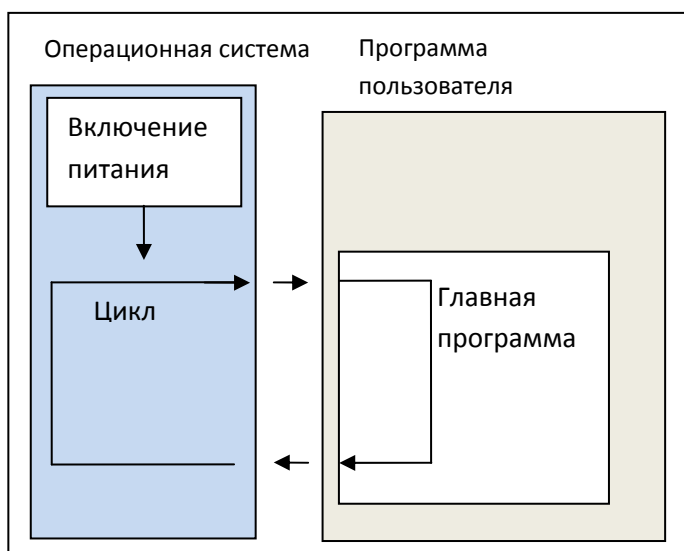 Операционная система
Программа
пользователя
Включение
питания
Цикл
Главная
программа